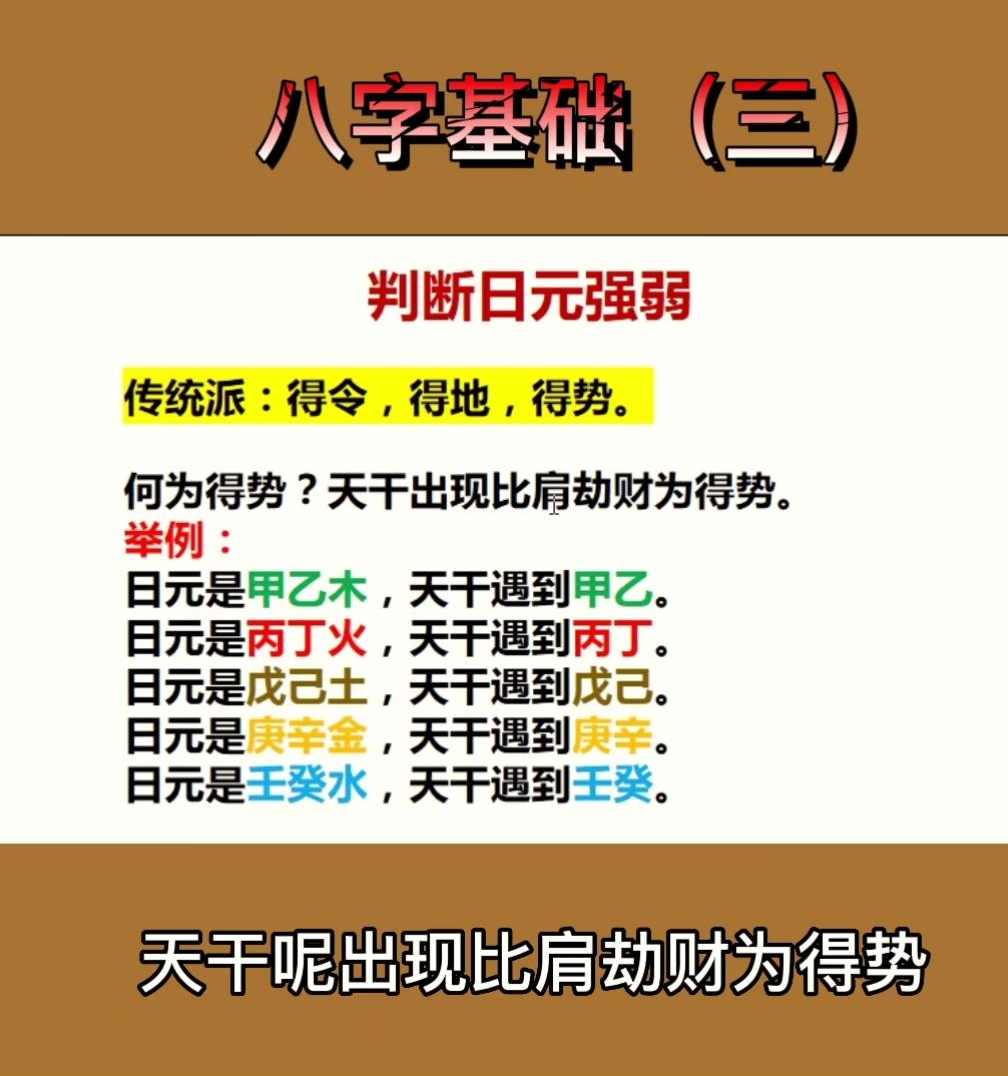 八字基础（三）
判断日元强弱
传统派：得令，得地，得势。
何为得势？天干出现比肩劫财为得势。
举例：
日元是甲乙木，天干遇到甲乙。
日元是丙丁火，天干遇到丙丁。
日元是戊己土，天干遇到戊己。
日元是庚辛金，天干遇到庚辛。
日元是壬癸水，天干遇到壬癸。
天干呢出现比肩劫财为得势